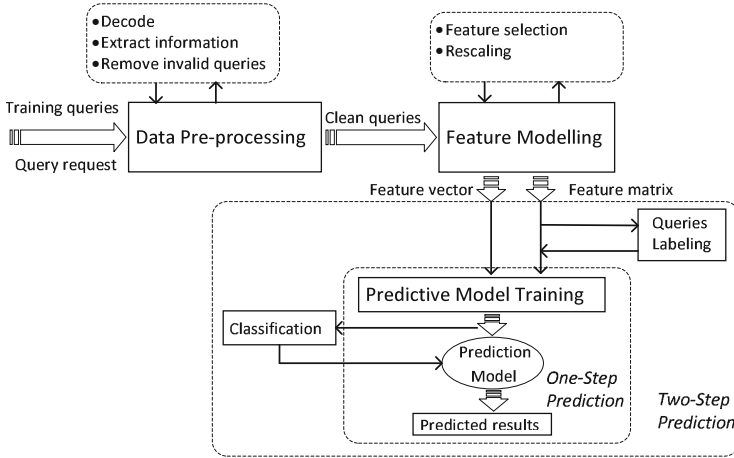 ●Decode
●Extract information
●Remove invalid queries
●Feature selection
●Rescaling
Training queries
Query request
Data Pre-processing
Clean queries
Feature Modelling
Feature vector
Feature matrix
Queries
Labeling
Predictive Model Training
Classification
Prediction
Model
One-Step
Prediction
Two-Step
Prediction
Predicted results